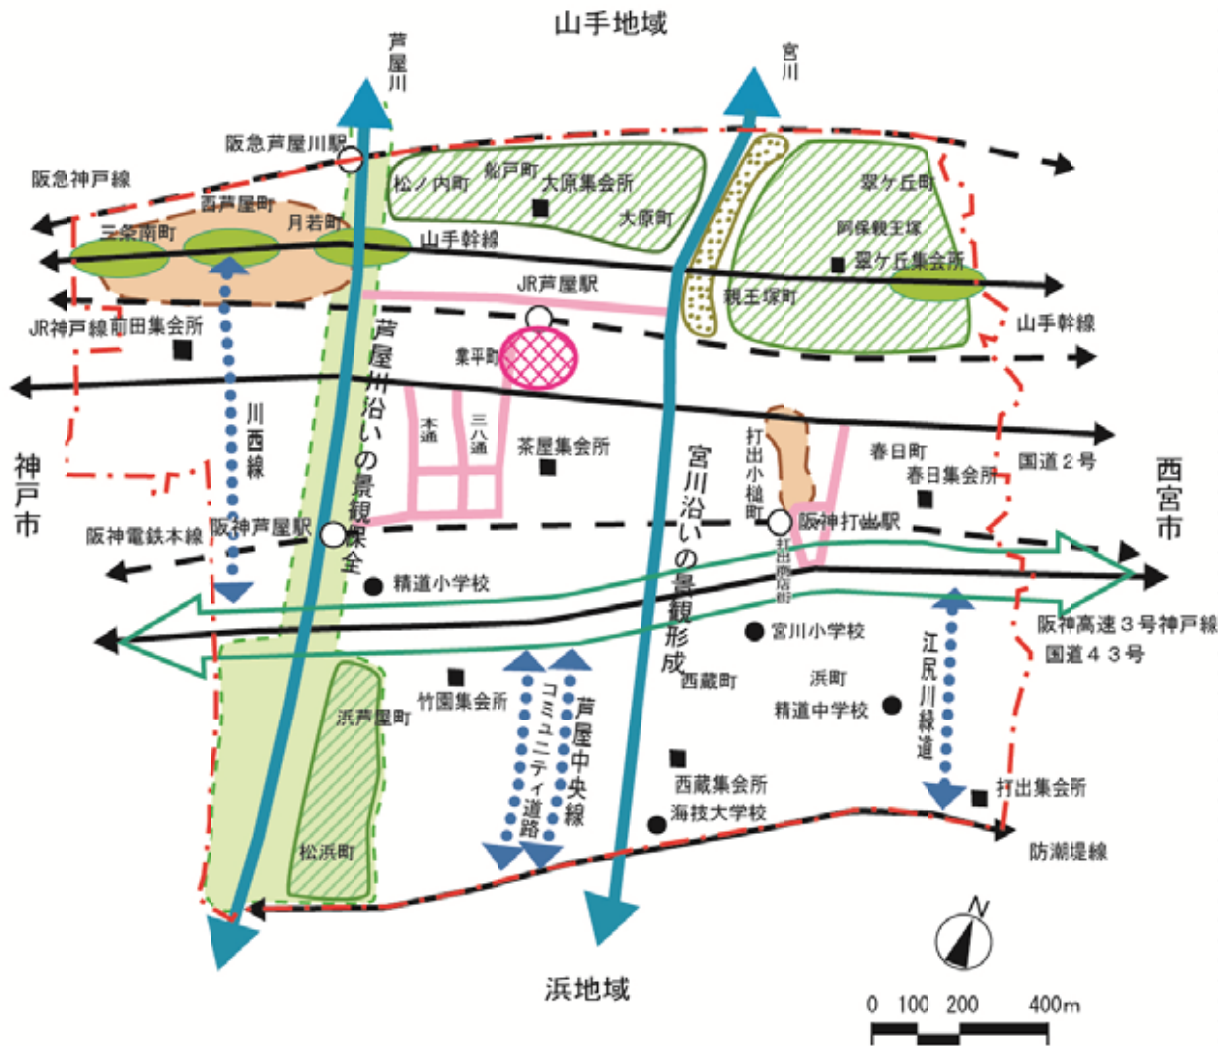 山手地域
芦屋川
宮川
阪急芦屋川駅
阪急神戸線
松ノ内町
船戸町
大原集会所
大原町
翠ケ丘町
西芦屋町
月若町
三条南町
山手幹線
阿保親王塚
翠ケ丘集会所
親王塚町
JR芦屋駅
山手幹線
JR神戸線
前田集会所
業平町
芦屋川沿いの景観保全
川西線
本通
三八通
茶屋集会所
打出小槌町
春日町
春日集会所
国道2号
神戸市
西宮市
宮川沿いの景観形成
阪神電鉄本線
阪神芦屋駅
阪神打出駅
打出商店街
精道小学校
宮川小学校
阪神高速3号神戸線
国道43号
江尻川緑道
西蔵町
浜町
精道中学校
竹園集会所
浜芦屋町
コミュニティ道路
芦屋中央線
西蔵集会所
打出集会所
海技大学校
松浜町
防潮堤線
N
浜地域
0 100 200 400m